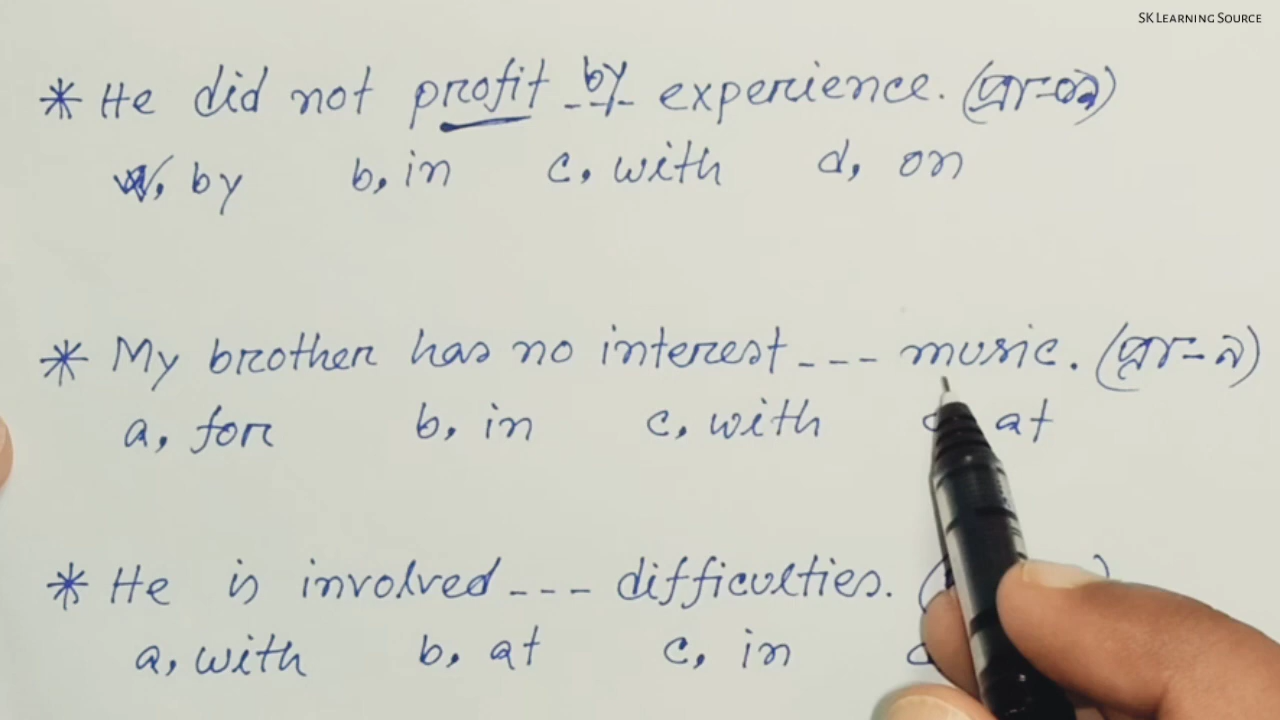 SK Learning Source
* He did not profit by experience. (প্রা-০২)
a, by b, in c, with d, on
* My brother has no interest --- music. (প্রা-৯)
a, for b, in c, with at
* He is involved --- difficulties.
a, with b, at c, in